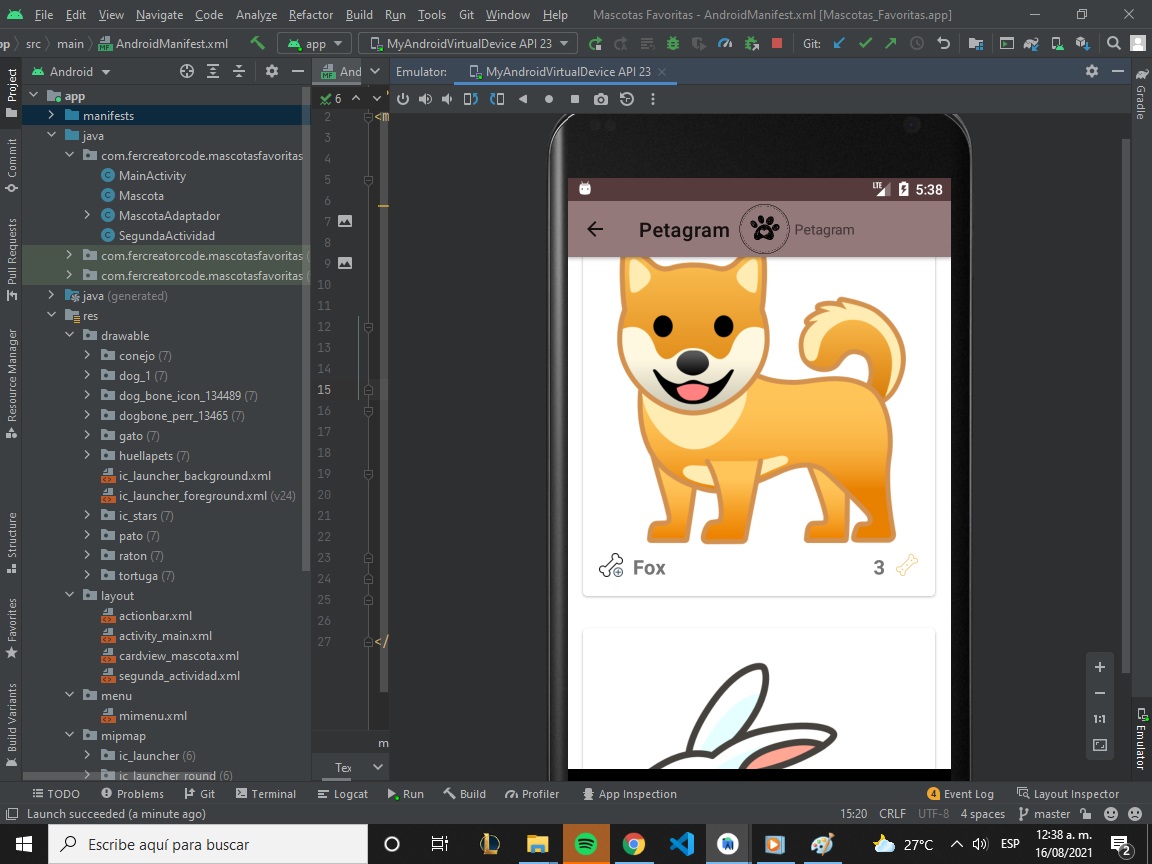 File Edit View Navigate Code Analyze Refactor Build Run Tools Git Window Help Mascotas Favoritas - AndroidManifest.xml [Mascotas_Favoritas.app]
src main AndroidManifest.xml app MyAndroidVirtualDevice API 23 Git:
Android And Emulator: MyAndroidVirtualDevice API 23
6
app
manifests
java
com.fercreatorcode.mascotasfavoritas
MainActivity
Mascota
MascotaAdaptador
SegundaActividad
com.fercreatorcode.mascotasfavoritas
com.fercreatorcode.mascotasfavoritas
java (generated)
res
drawable
conejo (7)
dog_1 (7)
dog_bone_icon_134489 (7)
dogbone_perr_13465 (7)
gato (7)
huellapets (7)
ic_launcher_background.xml
ic_launcher_foreground.xml (v24)
ic_stars (7)
pato (7)
raton (7)
tortuga (7)
layout
actionbar.xml
activity_main.xml
cardview_mascota.xml
segunda_actividad.xml
menu
mimenu.xml
mipmap
ic_launcher (6)
ic_launcher_round (6)
Project
Commit
Pull Requests
Resource Manager
Structure
Favorites
Build Variants
2 <m
3
4
5
6
7
8
9
10
11
12
13
14
15
16
17
18
19
20
21
22
23
24
25
26
27 </
m
Tex
LTE 5:38
Petagram Petagram
Fox 3
1:1
Gradle
Emulator
TODO Problems Git Terminal Logcat Run Build Profiler App Inspection 4 Event Log Layout Inspector
Launch succeeded (a minute ago) 15:20 CRLF UTF-8 4 spaces master
Escribe aquí para buscar 27°C ESP 12:38 a. m.
16/08/2021 2